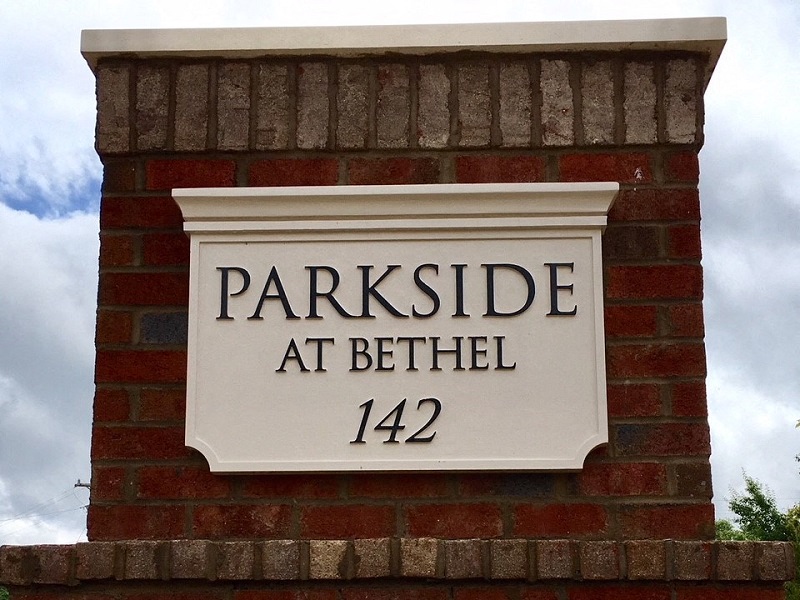 PARKSIDE
AT BETHEL
142